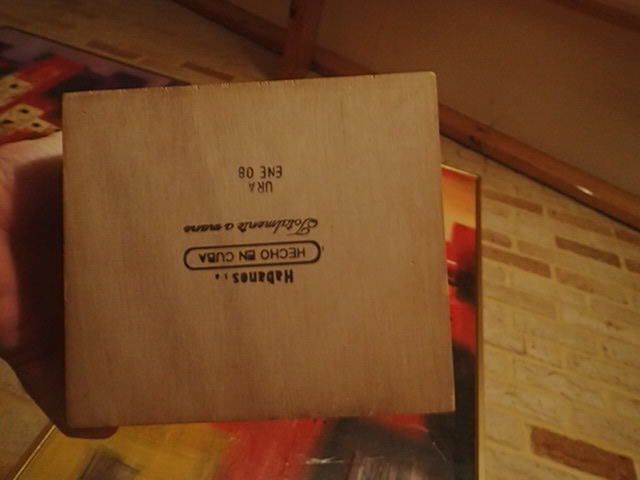 Habanos s.a
HECHO EN CUBA
Totalmente a mano
URA
ENE 08